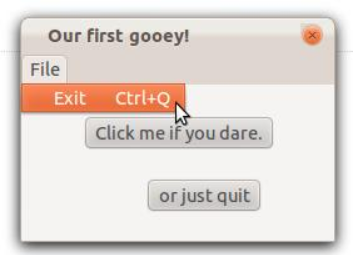 Our first gooey!
File
Exit Ctrl+Q
Click me if you dare.
or just quit